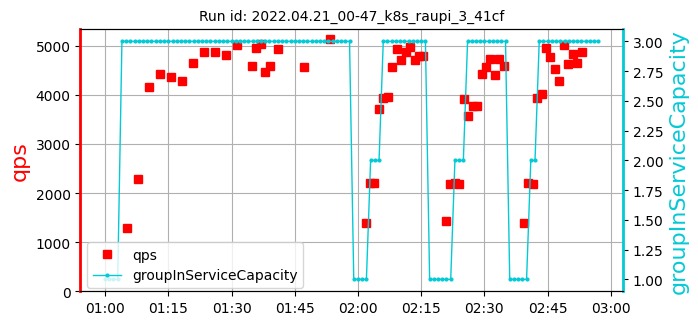 Run id: 2022.04.21_00-47_k8s_raupi_3_41cf
qps
5000
4000
3000
2000
1000
0
groupInServiceCapacity
3.00
2.75
2.50
2.25
2.00
1.75
1.50
1.25
1.00
qps
groupInServiceCapacity
01:00 01:15 01:30 01:45 02:00 02:15 02:30 02:45 03:00